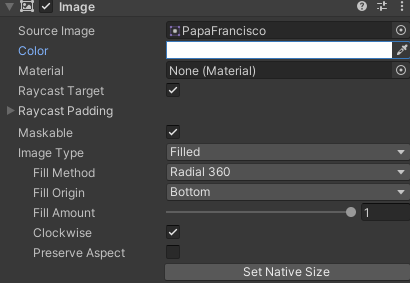 Image
Source Image PapaFrancisco
Color
Material None (Material)
Raycast Target
Raycast Padding
Maskable
Image Type Filled
Fill Method Radial 360
Fill Origin Bottom
Fill Amount 1
Clockwise
Preserve Aspect
Set Native Size